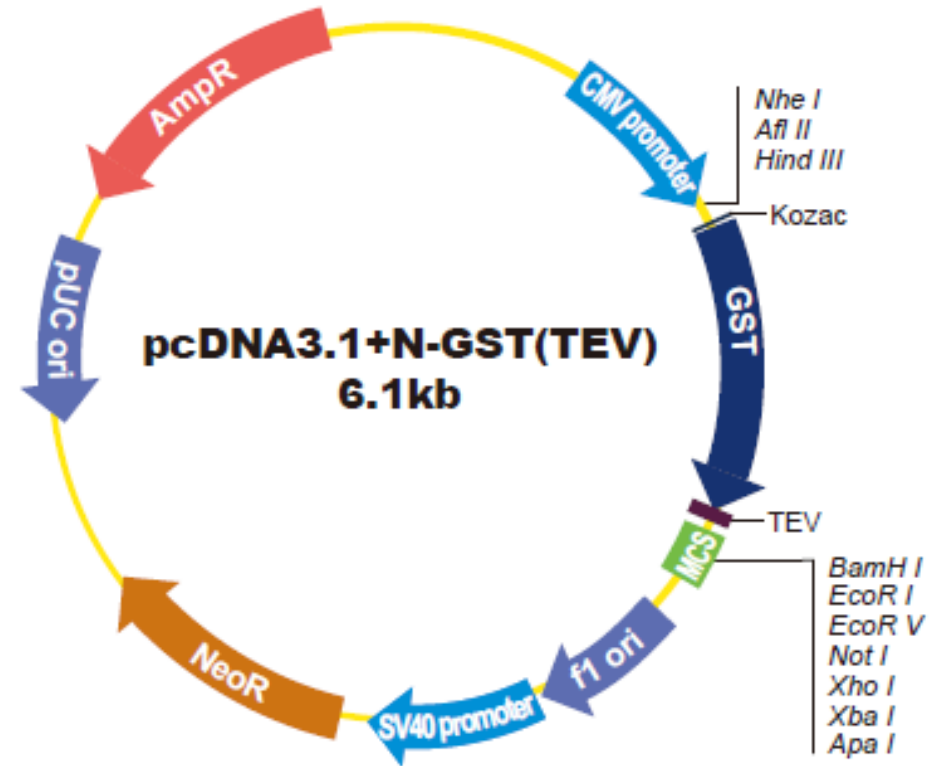 AmpR
CMV promoter
Nhe I
Afl II
Hind III
Kozac
GST
pUC ori
pcDNA3.1+N-GST(TEV)
6.1kb
TEV
MCS
BamH I
EcoR I
EcoR V
Not I
Xho I
Xba I
Apa I
f1 ori
SV40 promoter
NeoR